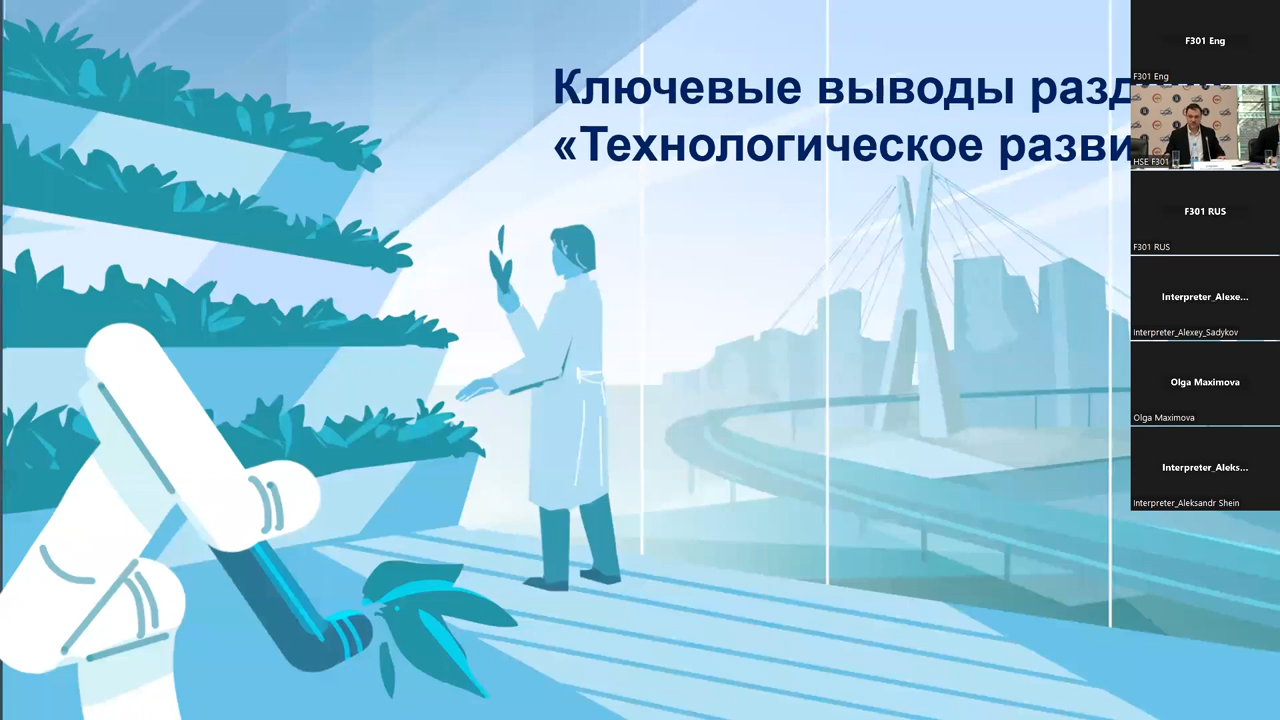 Ключевые выводы разд
«Технологическое разви
F301 Eng
F301 Eng
HSE F301
F301 RUS
F301 RUS
Interpreter_Alexe...
Interpreter_Alexey_Sadykov
Olga Maximova
Olga Maximova
Interpreter_Aleks...
Interpreter_Aleksandr Shein